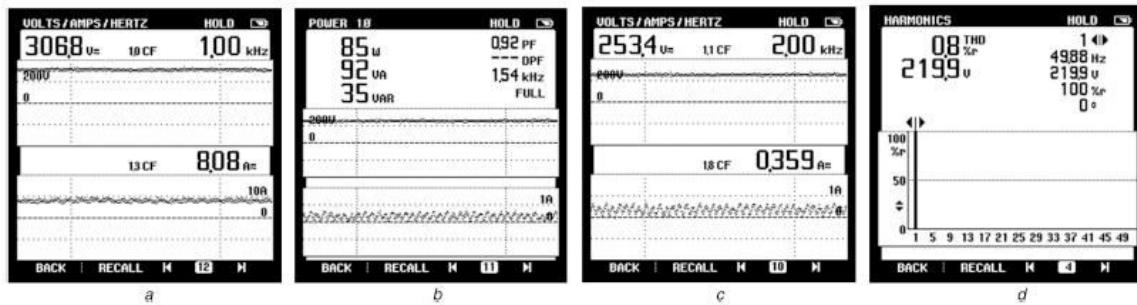 VOLTS/AMPS/HERTZ HOLD
306,8 V= 1,0 CF 1,00 kHz
200V
0
1,3 CF 8,08 A=
10A
0
BACK RECALL 12
a
POWER 1Ø HOLD
85 W 0,92 PF
92 VA --- DPF
35 VAR 1,54 kHz
FULL
200V
0
1A
0
BACK RECALL 11
b
VOLTS/AMPS/HERTZ HOLD
253,4 V= 1,1 CF 2,00 kHz
200V
0
1,8 CF 0,359 A=
1A
0
BACK RECALL 10
c
HARMONICS HOLD
0,8 THD %r 1
49,88 Hz
219,9 V 219,9 V
100 %r
0 °
100
%r
50
0
1 5 9 13 17 21 25 29 33 37 41 45 49
BACK RECALL 4
d